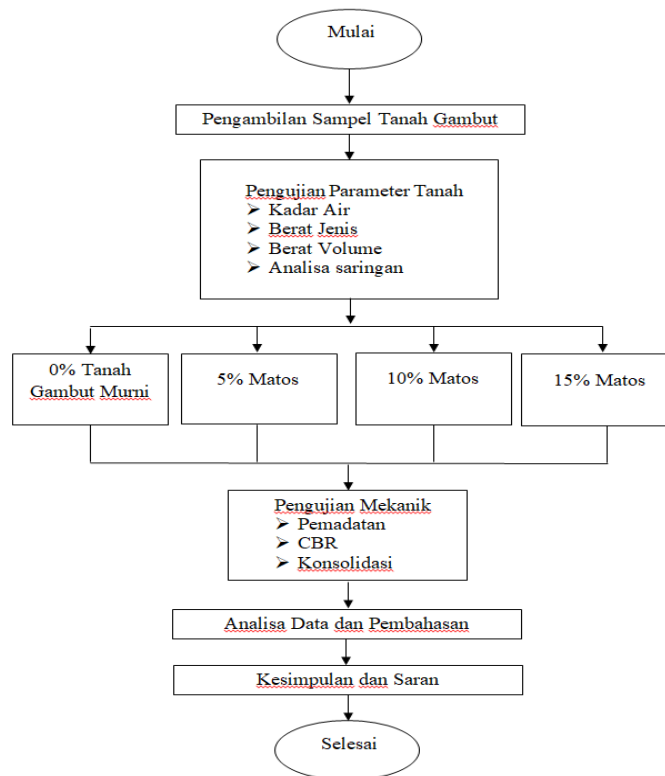 Mulai
Pengambilan Sampel Tanah Gambut
Pengujian Parameter Tanah
➢ Kadar Air
➢ Berat Jenis
➢ Berat Volume
➢ Analisa saringan
0% Tanah
Gambut Murni
5% Matos
10% Matos
15% Matos
Pengujian Mekanik
➢ Pemadatan
➢ CBR
➢ Konsolidasi
Analisa Data dan Pembahasan
Kesimpulan dan Saran
Selesai